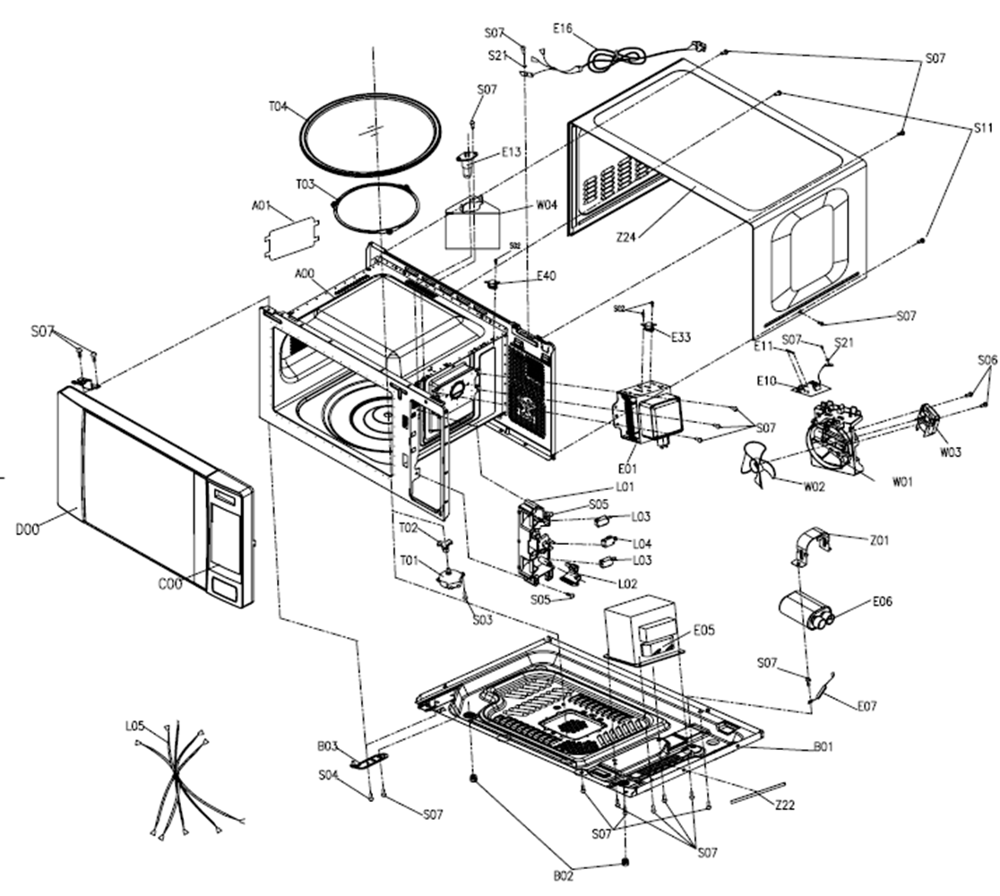 S07
E16
S21
S07
S07
S11
T04
E13
T03
A01
W04
Z24
S02
A00
E40
S02
E33
S07
S07
E11
S07
S21
E10
S06
S07
W03
E01
W02
W01
L01
S05
L03
D00
T02
L04
Z01
T01
L03
C00
L02
S05
E06
S03
E05
S07
E07
L05
B03
B01
S04
Z22
S07
S07
S07
B02